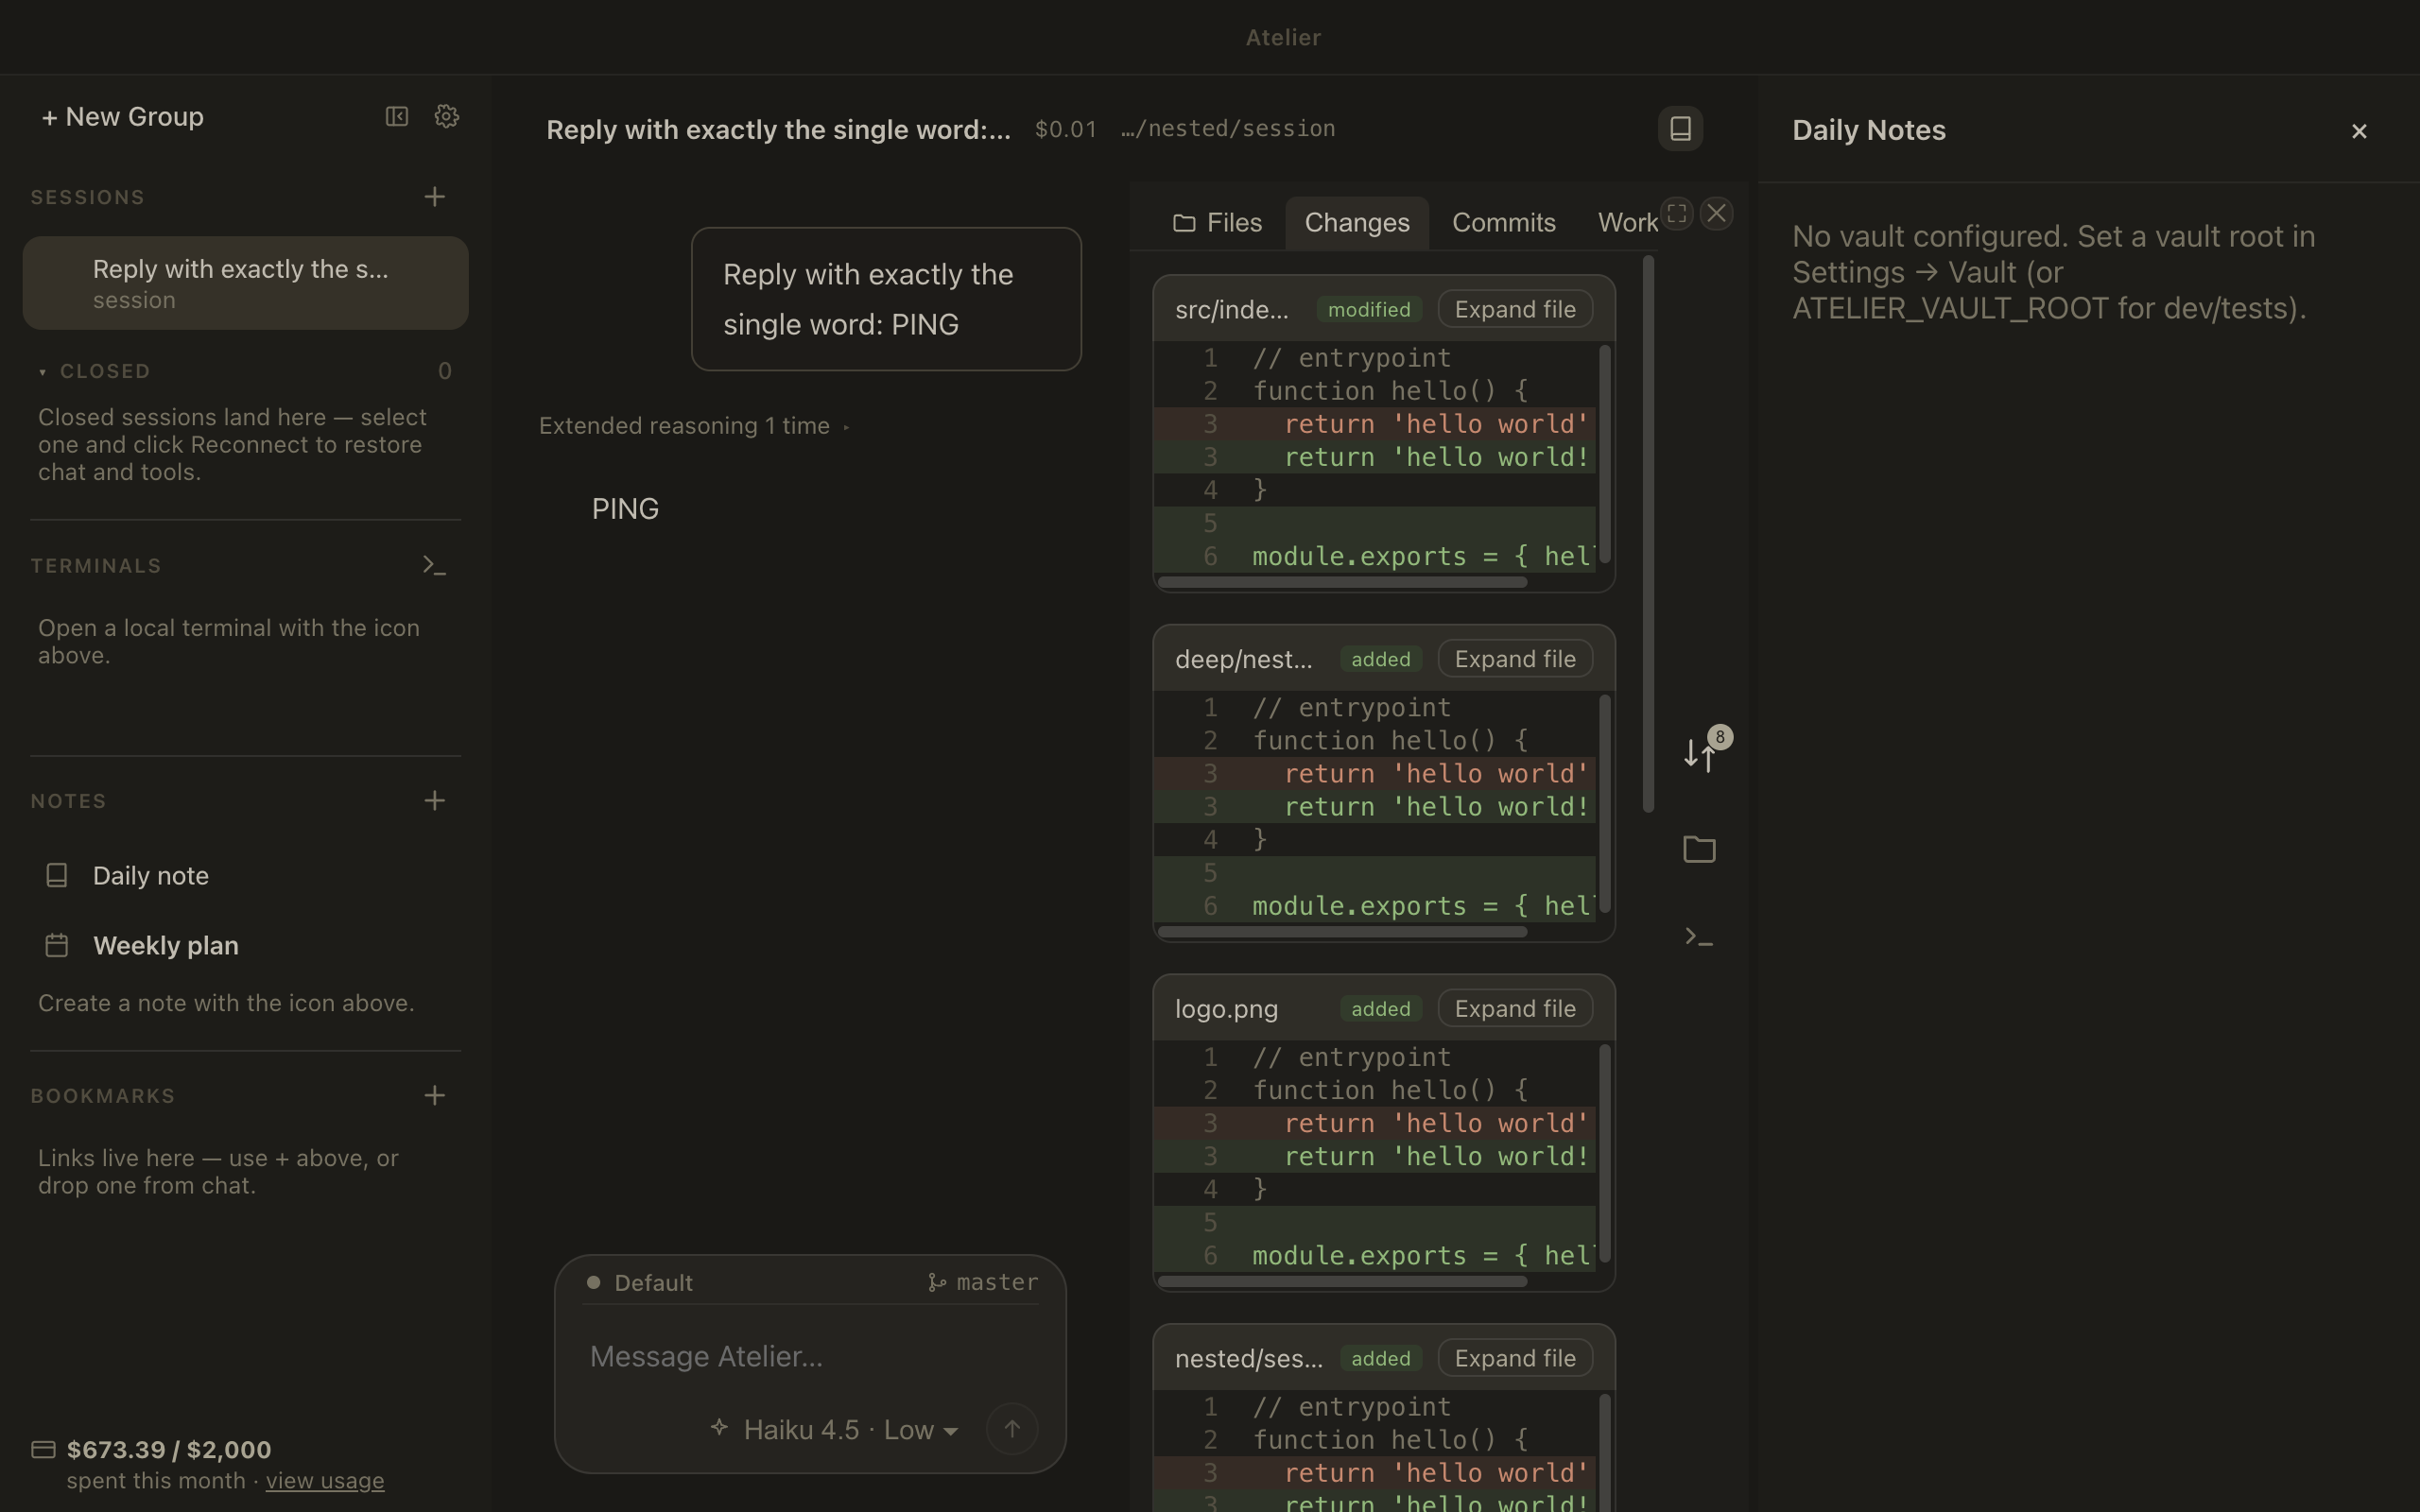 Atelier
+ New Group
SESSIONS
Reply with exactly the s...
session
CLOSED 0
Closed sessions land here — select
one and click Reconnect to restore
chat and tools.
TERMINALS
Open a local terminal with the icon
above.
NOTES
Daily note
Weekly plan
Create a note with the icon above.
BOOKMARKS
Links live here — use + above, or
drop one from chat.
$673.39 / $2,000
spent this month · view usage
Reply with exactly the single word:... $0.01 …/nested/session
Reply with exactly the
single word: PING
Extended reasoning 1 time
PING
Default master
Message Atelier...
Haiku 4.5 · Low
Files Changes Commits Work
src/inde... modified Expand file
1 // entrypoint
2 function hello() {
3 return 'hello world'
3 return 'hello world!
4 }
5
6 module.exports = { hel
deep/nest... added Expand file
1 // entrypoint
2 function hello() {
3 return 'hello world'
3 return 'hello world!
4 }
5
6 module.exports = { hel
logo.png added Expand file
1 // entrypoint
2 function hello() {
3 return 'hello world'
3 return 'hello world!
4 }
5
6 module.exports = { hel
nested/ses... added Expand file
1 // entrypoint
2 function hello() {
3 return 'hello world'
3 return 'hello world!
8
Daily Notes
No vault configured. Set a vault root in
Settings → Vault (or
ATELIER_VAULT_ROOT for dev/tests).